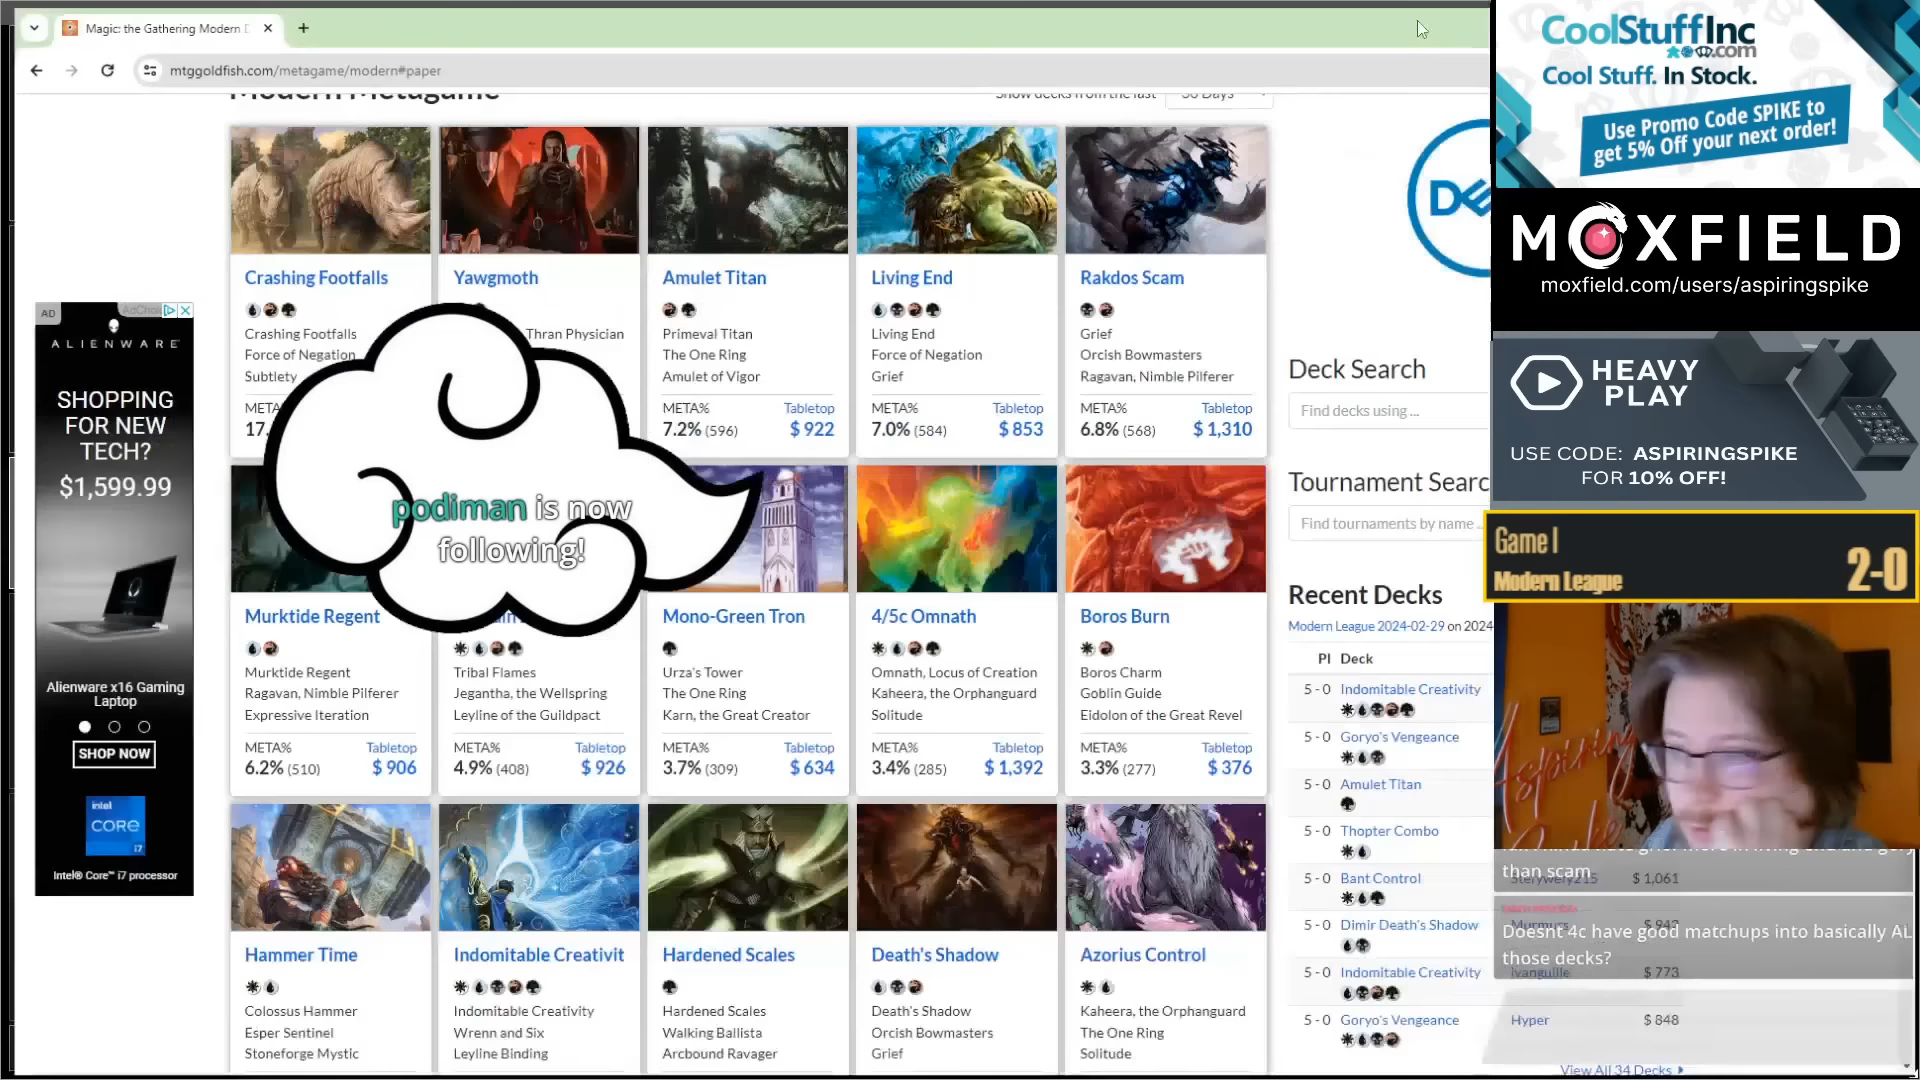 Magic: the Gathering Modern
mtggoldfish.com/metagame/modern#paper
Modern Metagame
Show decks from the last
30 Days
Crashing Footfalls
Crashing Footfalls
Force of Negation
Subtlety
META%
17.
Yawgmoth
Thran Physician
Amulet Titan
Primeval Titan
The One Ring
Amulet of Vigor
META% Tabletop
7.2% (596) $ 922
Living End
Living End
Force of Negation
Grief
META% Tabletop
7.0% (584) $ 853
Rakdos Scam
Grief
Orcish Bowmasters
Ragavan, Nimble Pilferer
META% Tabletop
6.8% (568) $ 1,310
podiman is now
following!
Murktide Regent
Murktide Regent
Ragavan, Nimble Pilferer
Expressive Iteration
META% Tabletop
6.2% (510) $ 906
Tribal Flames
Jegantha, the Wellspring
Leyline of the Guildpact
META% Tabletop
4.9% (408) $ 926
Mono-Green Tron
Urza's Tower
The One Ring
Karn, the Great Creator
META% Tabletop
3.7% (309) $ 634
4/5c Omnath
Omnath, Locus of Creation
Kaheera, the Orphanguard
Solitude
META% Tabletop
3.4% (285) $ 1,392
Boros Burn
Boros Charm
Goblin Guide
Eidolon of the Great Revel
META% Tabletop
3.3% (277) $ 376
Hammer Time
Colossus Hammer
Esper Sentinel
Stoneforge Mystic
Indomitable Creativit
Indomitable Creativity
Wrenn and Six
Leyline Binding
Hardened Scales
Hardened Scales
Walking Ballista
Arcbound Ravager
Death's Shadow
Death's Shadow
Orcish Bowmasters
Grief
Azorius Control
Kaheera, the Orphanguard
The One Ring
Solitude
AD
AdChoi
ALIENWARE
SHOPPING
FOR NEW
TECH?
$1,599.99
Alienware x16 Gaming
Laptop
SHOP NOW
intel
CORE
i7
Intel® Core™ i7 processor
DE
Deck Search
Find decks using ...
Tournament Searc
Find tournaments by name ...
Recent Decks
Modern League 2024-02-29 on 2024
Pl Deck
5 - 0 Indomitable Creativity
5 - 0 Goryo's Vengeance
5 - 0 Amulet Titan
5 - 0 Thopter Combo
5 - 0 Bant Control
$ 1,061
5 - 0 Dimir Death's Shadow
5 - 0 Indomitable Creativity
$ 773
5 - 0 Goryo's Vengeance
Hyper $ 848
View All 34 Decks
CoolStuffInc
.com
Cool Stuff. In Stock.
Use Promo Code SPIKE to
get 5% Off your next order!
MOXFIELD
moxfield.com/users/aspiringspike
HEAVY
PLAY
USE CODE: ASPIRINGSPIKE
FOR 10% OFF!
Game 1
Modern League
2-0
Aspiring
Spike
than scam
Doesnt 4c have good matchups into basically AL
those decks?